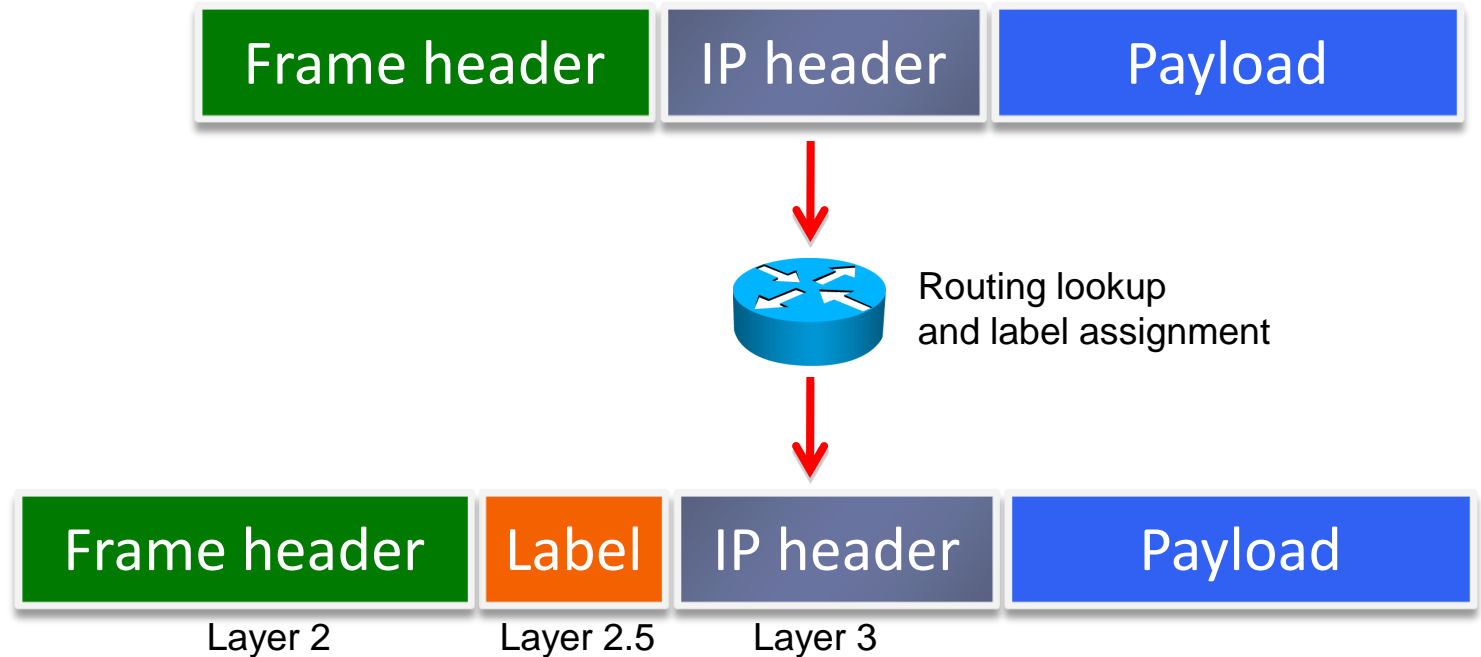 Frame header IP header Payload
Routing lookup
and label assignment
Frame header Label IP header Payload
Layer 2 Layer 2.5 Layer 3